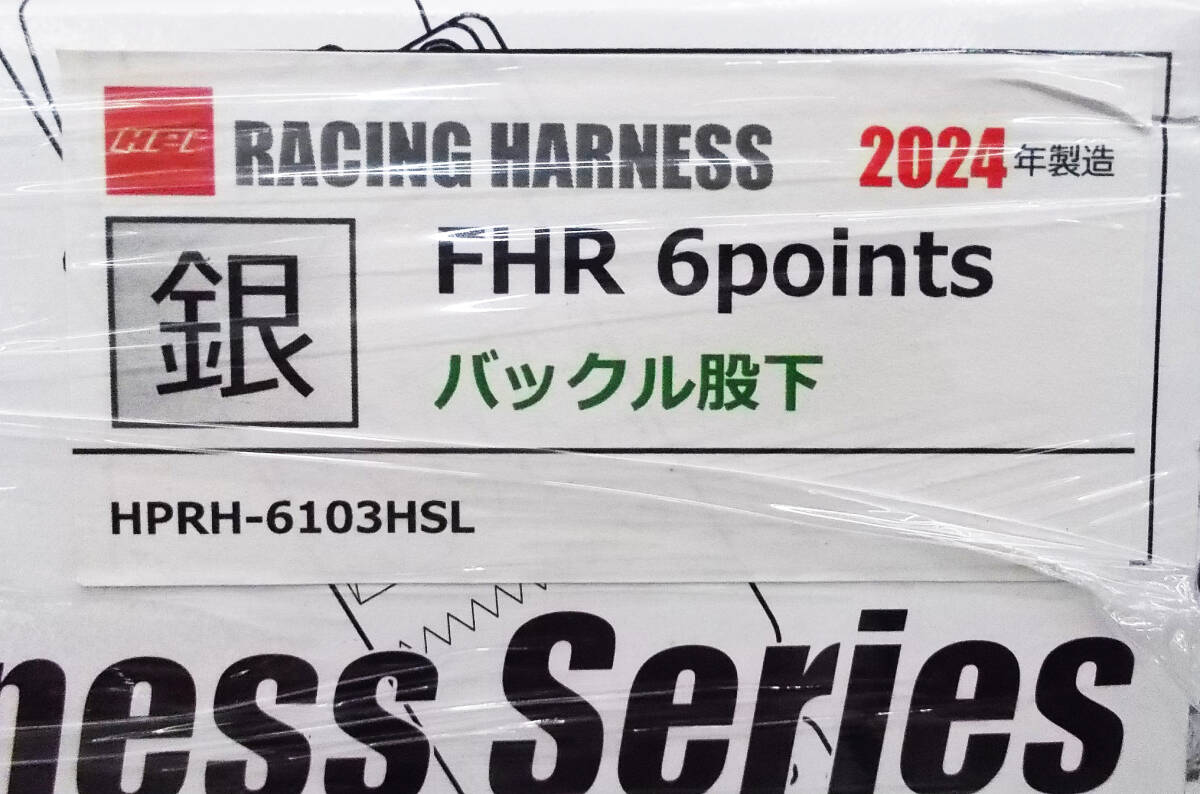 HPI RACING HARNESS 2024年製造
銀
FHR 6points
バックル股下
HPRH-6103HSL
ness Series